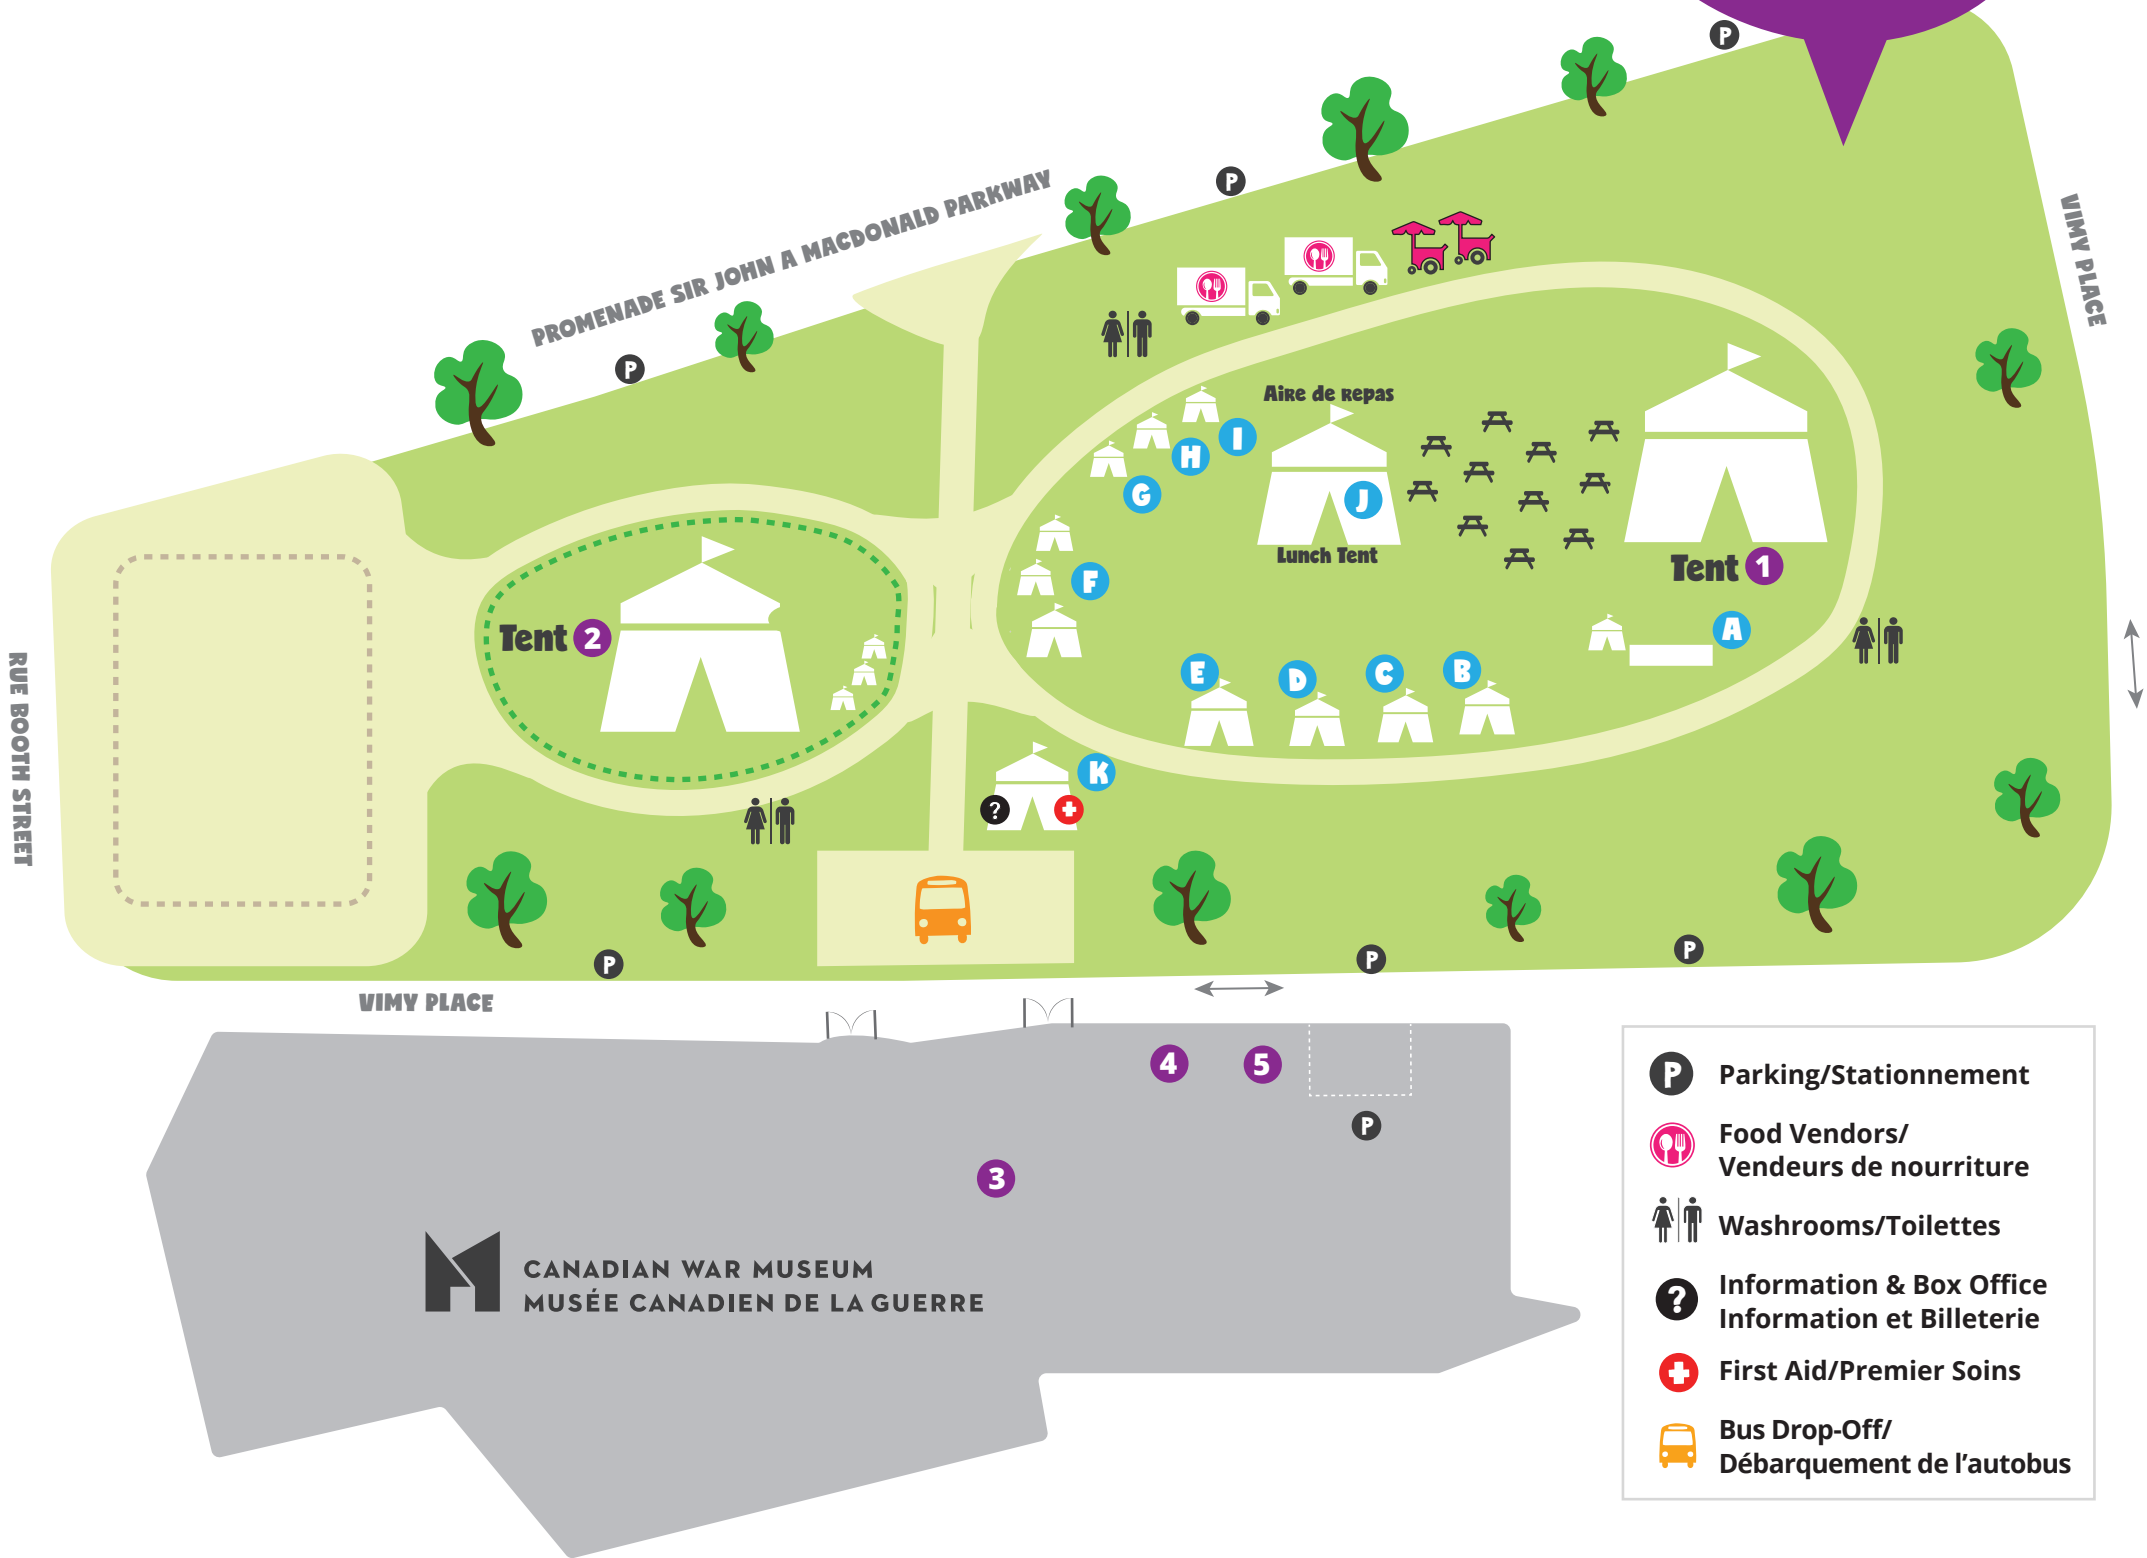 P
P
PROMENADE SIR JOHN A MACDONALD PARKWAY
VIMY PLACE
P
Aire de repas
I
H
G
J
Lunch Tent
Tent 1
F
A
Tent 2
E
D
C
B
K
?
RUE BOOTH STREET
P
P
P
VIMY PLACE
4
5
P
3
CANADIAN WAR MUSEUM
MUSÉE CANADIEN DE LA GUERRE
P Parking/Stationnement
Food Vendors/
Vendeurs de nourriture
Washrooms/Toilettes
? Information & Box Office
Information et Billeterie
First Aid/Premier Soins
Bus Drop-Off/
Débarquement de l'autobus